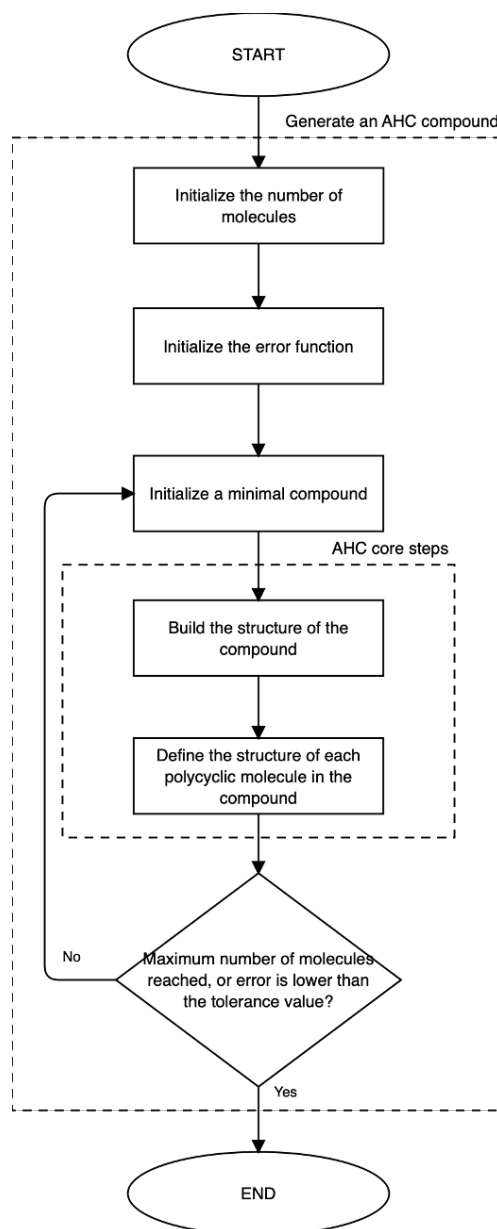 START
Generate an AHC compound
Initialize the number of
molecules
Initialize the error function
Initialize a minimal compound
AHC core steps
Build the structure of the
compound
Define the structure of each
polycyclic molecule in the
compound
No
Maximum number of molecules
reached, or error is lower than
the tolerance value?
Yes
END